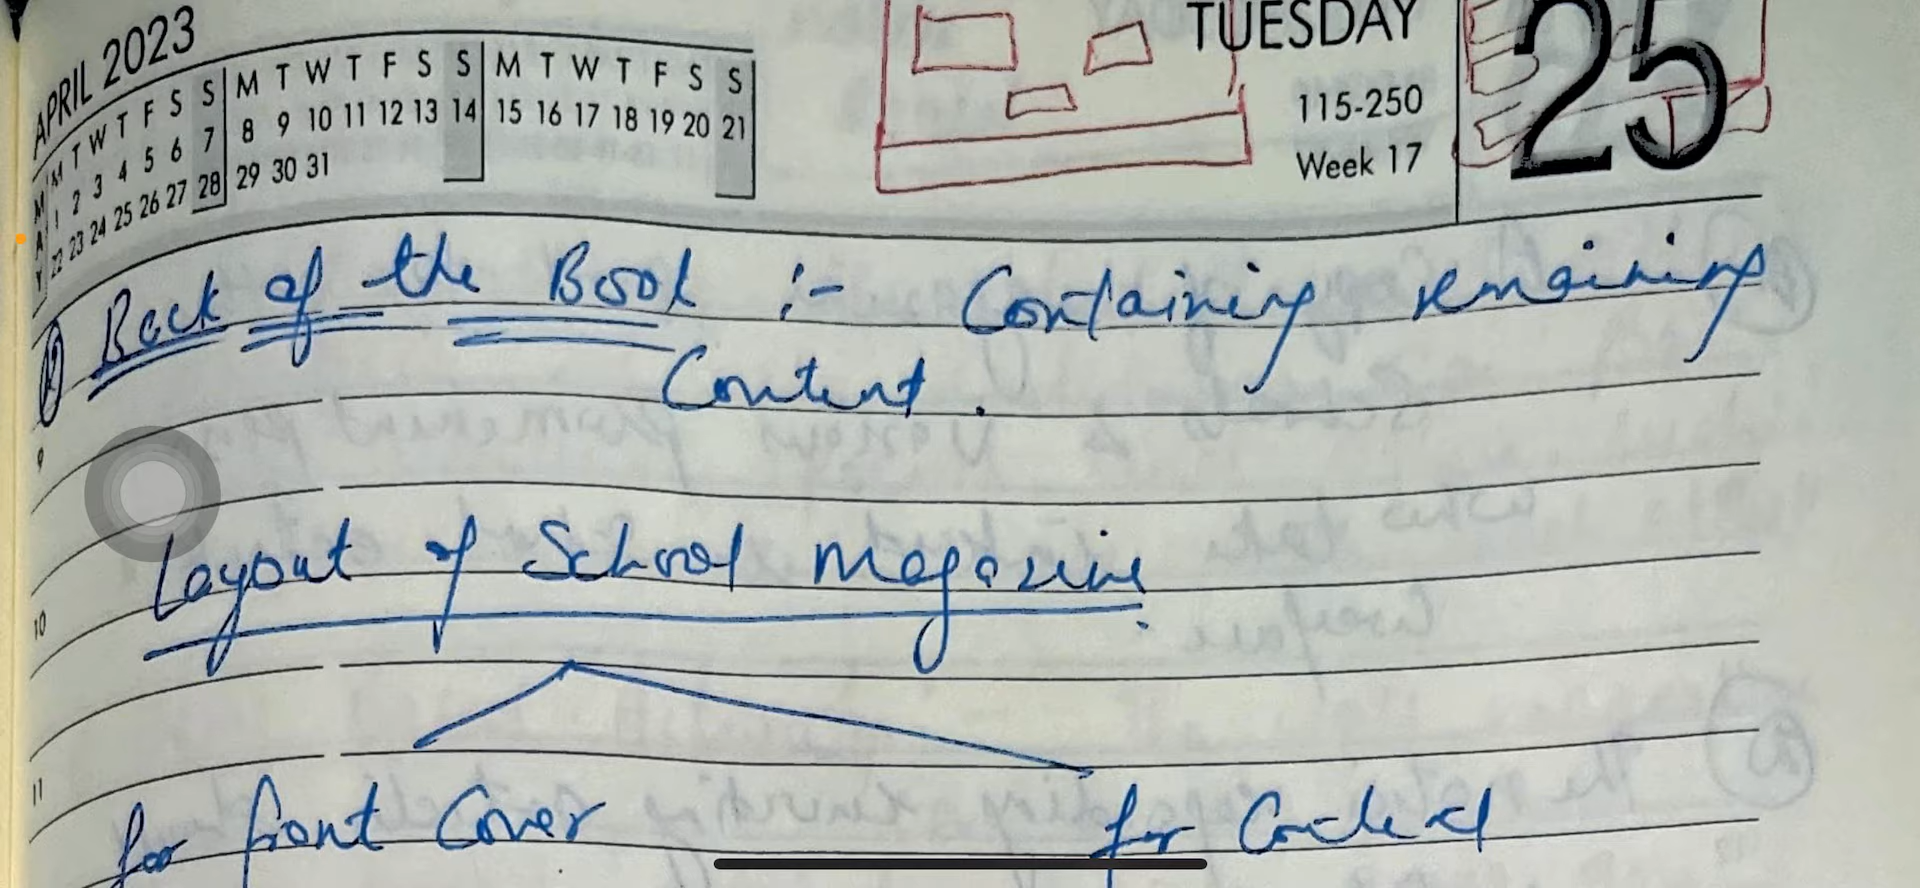 APRIL 2023
TUESDAY
25
115-250
Week 17
M T W T F S S M T W T F S S M T W T F S S
1 2 3 4 5 6 7 8 9 10 11 12 13 14 15 16 17 18 19 20 21
22 23 24 25 26 27 28 29 30 31
MAY
Back of the Book :- Containing remaining
Content.
9
Layout of School Magazine
10
11
for front Cover for Content